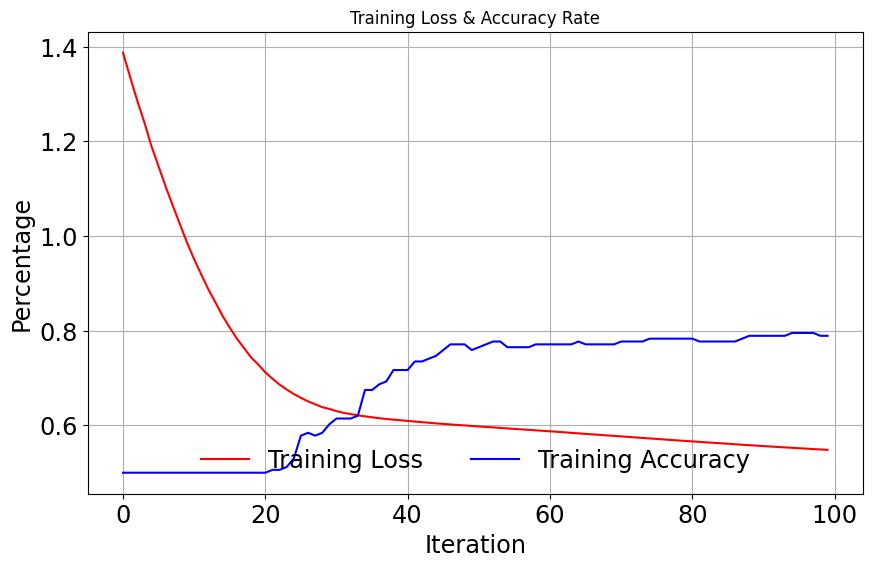 Training Loss & Accuracy Rate
1.4
1.2
1.0
0.8
0.6
Percentage
Training Loss Training Accuracy
0 20 40 60 80 100
Iteration